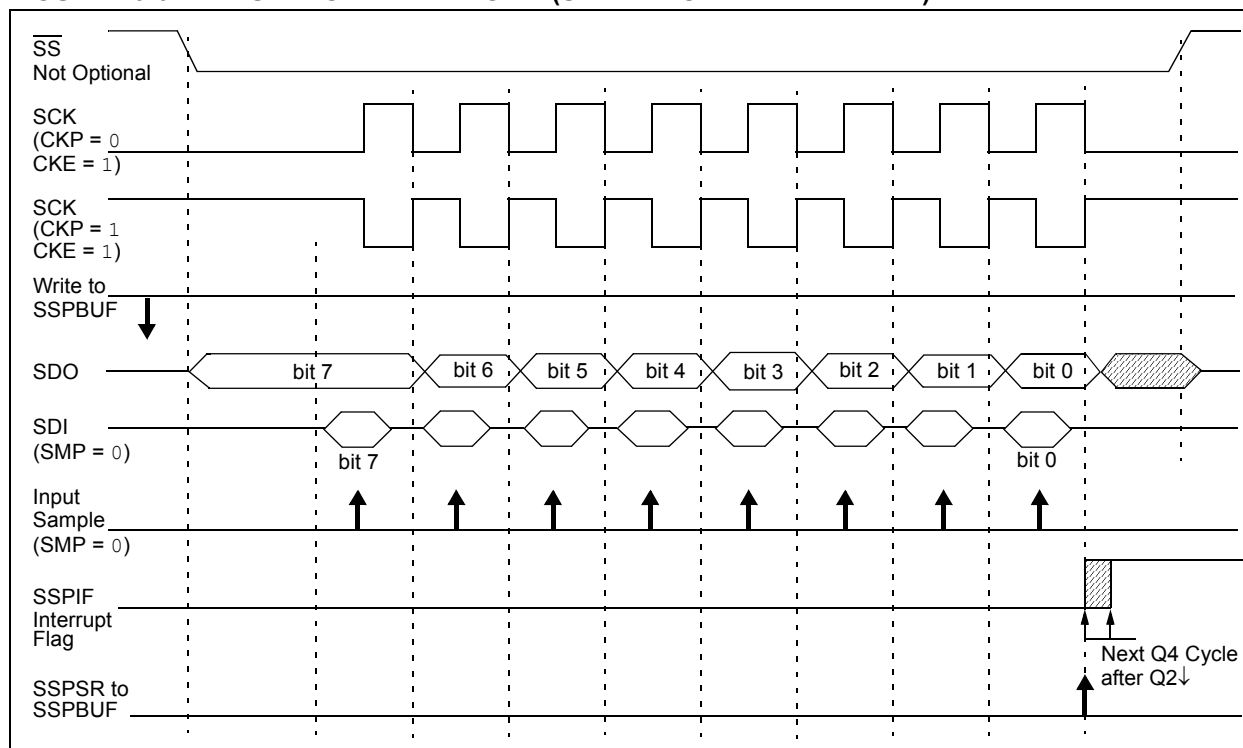 SS
Not Optional
SCK
(CKP = 0
CKE = 1)
SCK
(CKP = 1
CKE = 1)
Write to
SSPBUF
SDO
bit 7
bit 6
bit 5
bit 4
bit 3
bit 2
bit 1
bit 0
SDI
(SMP = 0)
bit 7
bit 0
Input
Sample
(SMP = 0)
SSPIF
Interrupt
Flag
Next Q4 Cycle
after Q2↓
SSPSR to
SSPBUF